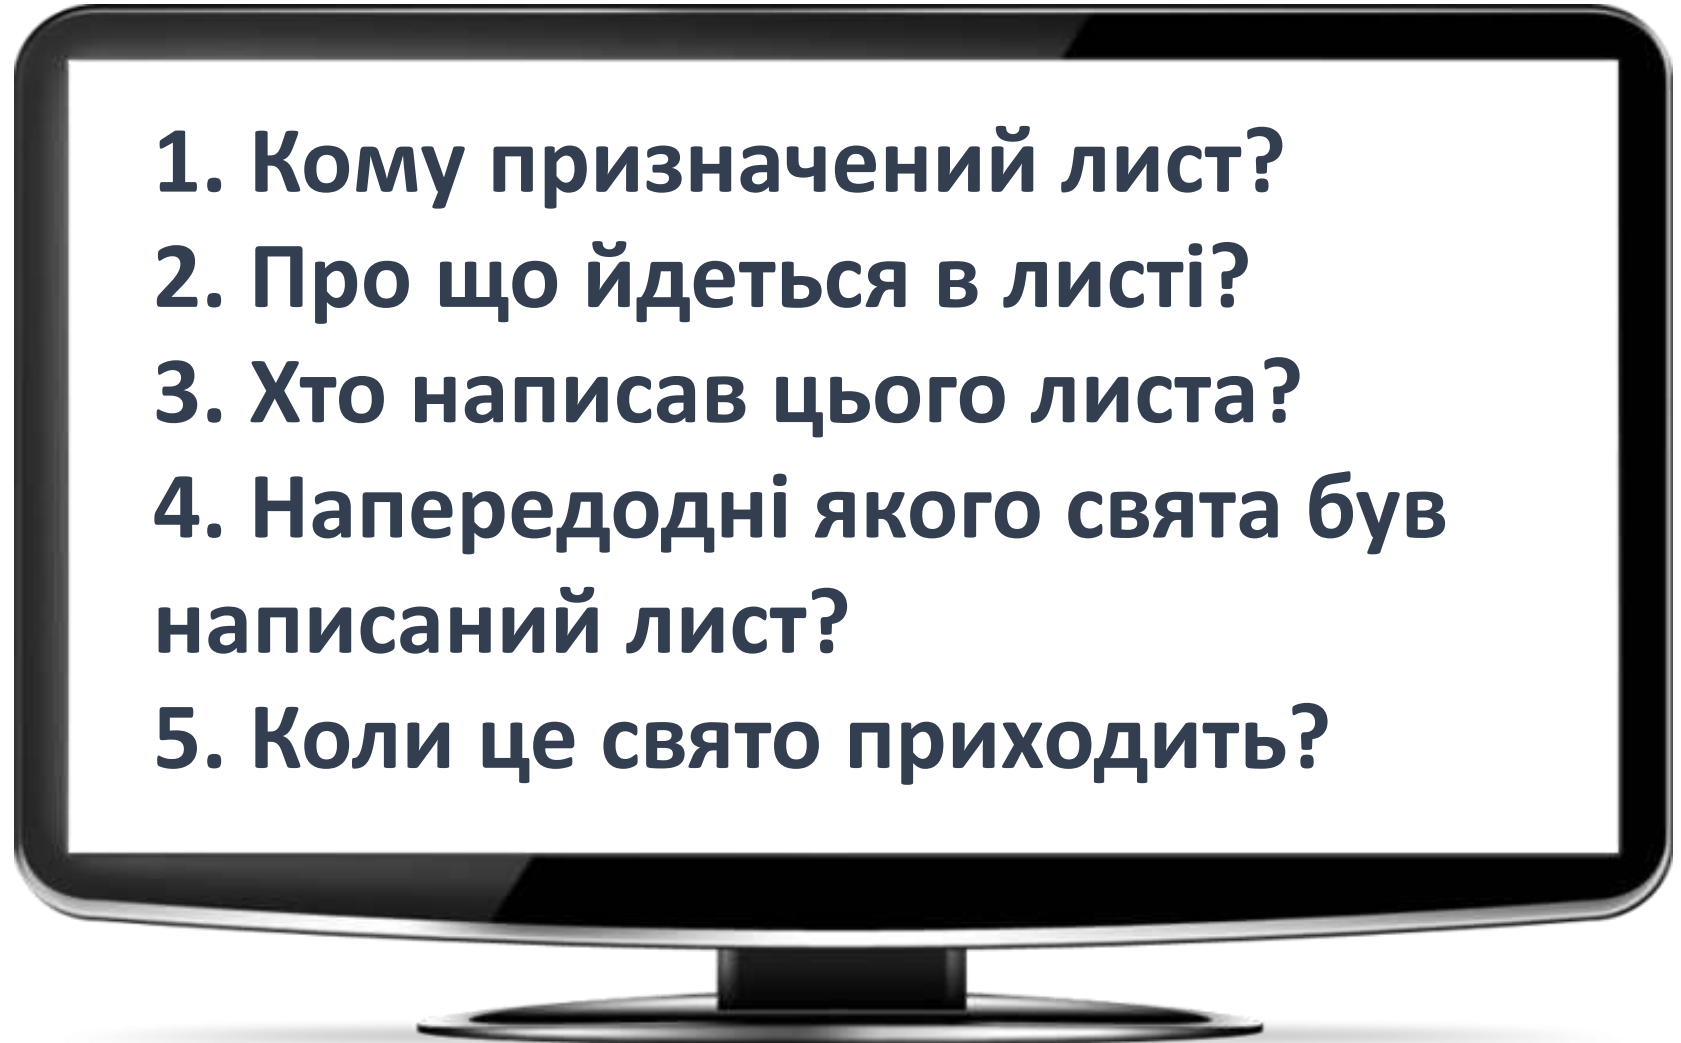 1. Кому призначений лист?
2. Про що йдеться в листі?
3. Хто написав цього листа?
4. Напередодні якого свята був
написаний лист?
5. Коли це свято приходить?